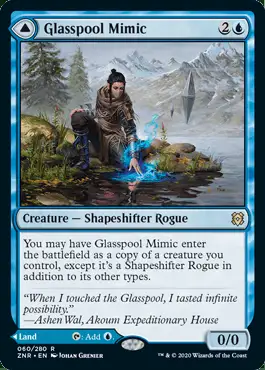 Glasspool Mimic 2
Creature — Shapeshifter Rogue
You may have Glasspool Mimic enter
the battlefield as a copy of a creature you
control, except it's a Shapeshifter Rogue in
addition to its other types.
“When I touched the Glasspool, I tasted infinite
possibility.”
—Ashen Wal, Akoum Expeditionary House
Land : Add
0/0
060/280 R
ZNR • EN Johan Grenier
™ & © 2020 Wizards of the Coast